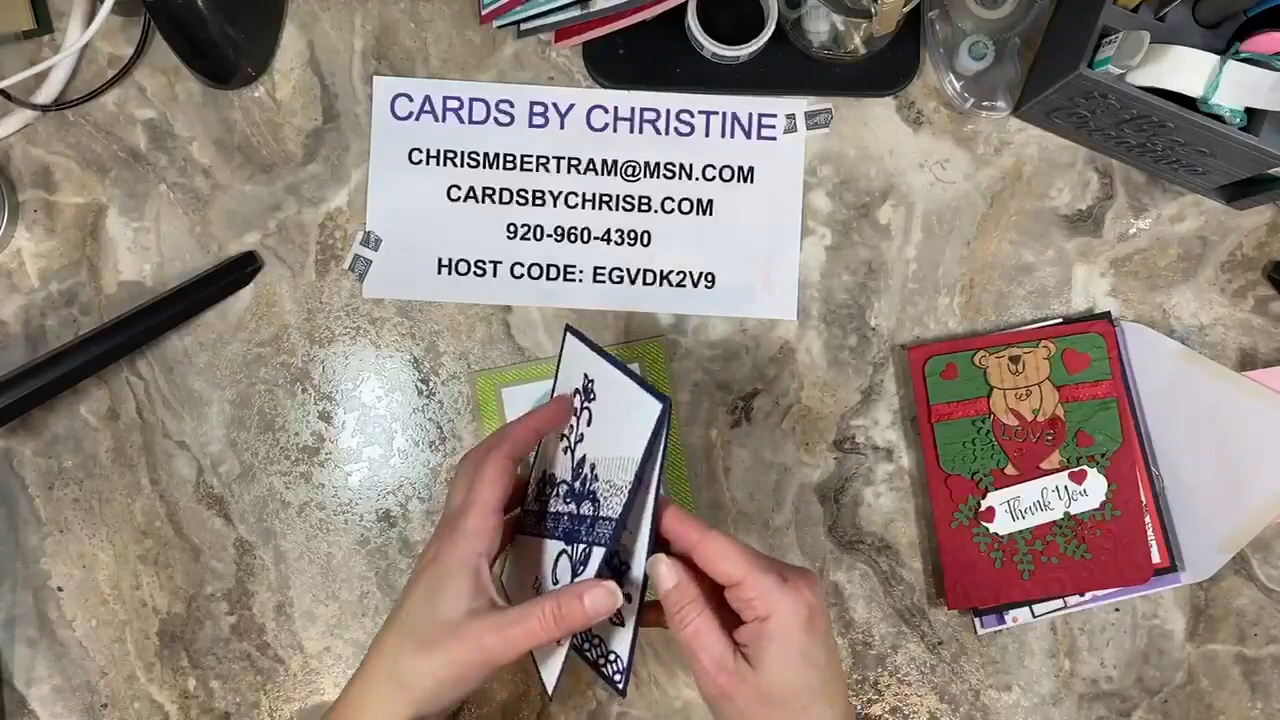 CARDS BY CHRISTINE
CHRISMBERTRAM@MSN.COM
CARDSBYCHRISB.COM
920-960-4390
HOST CODE: EGVDK2V9
LOVE
Thank You